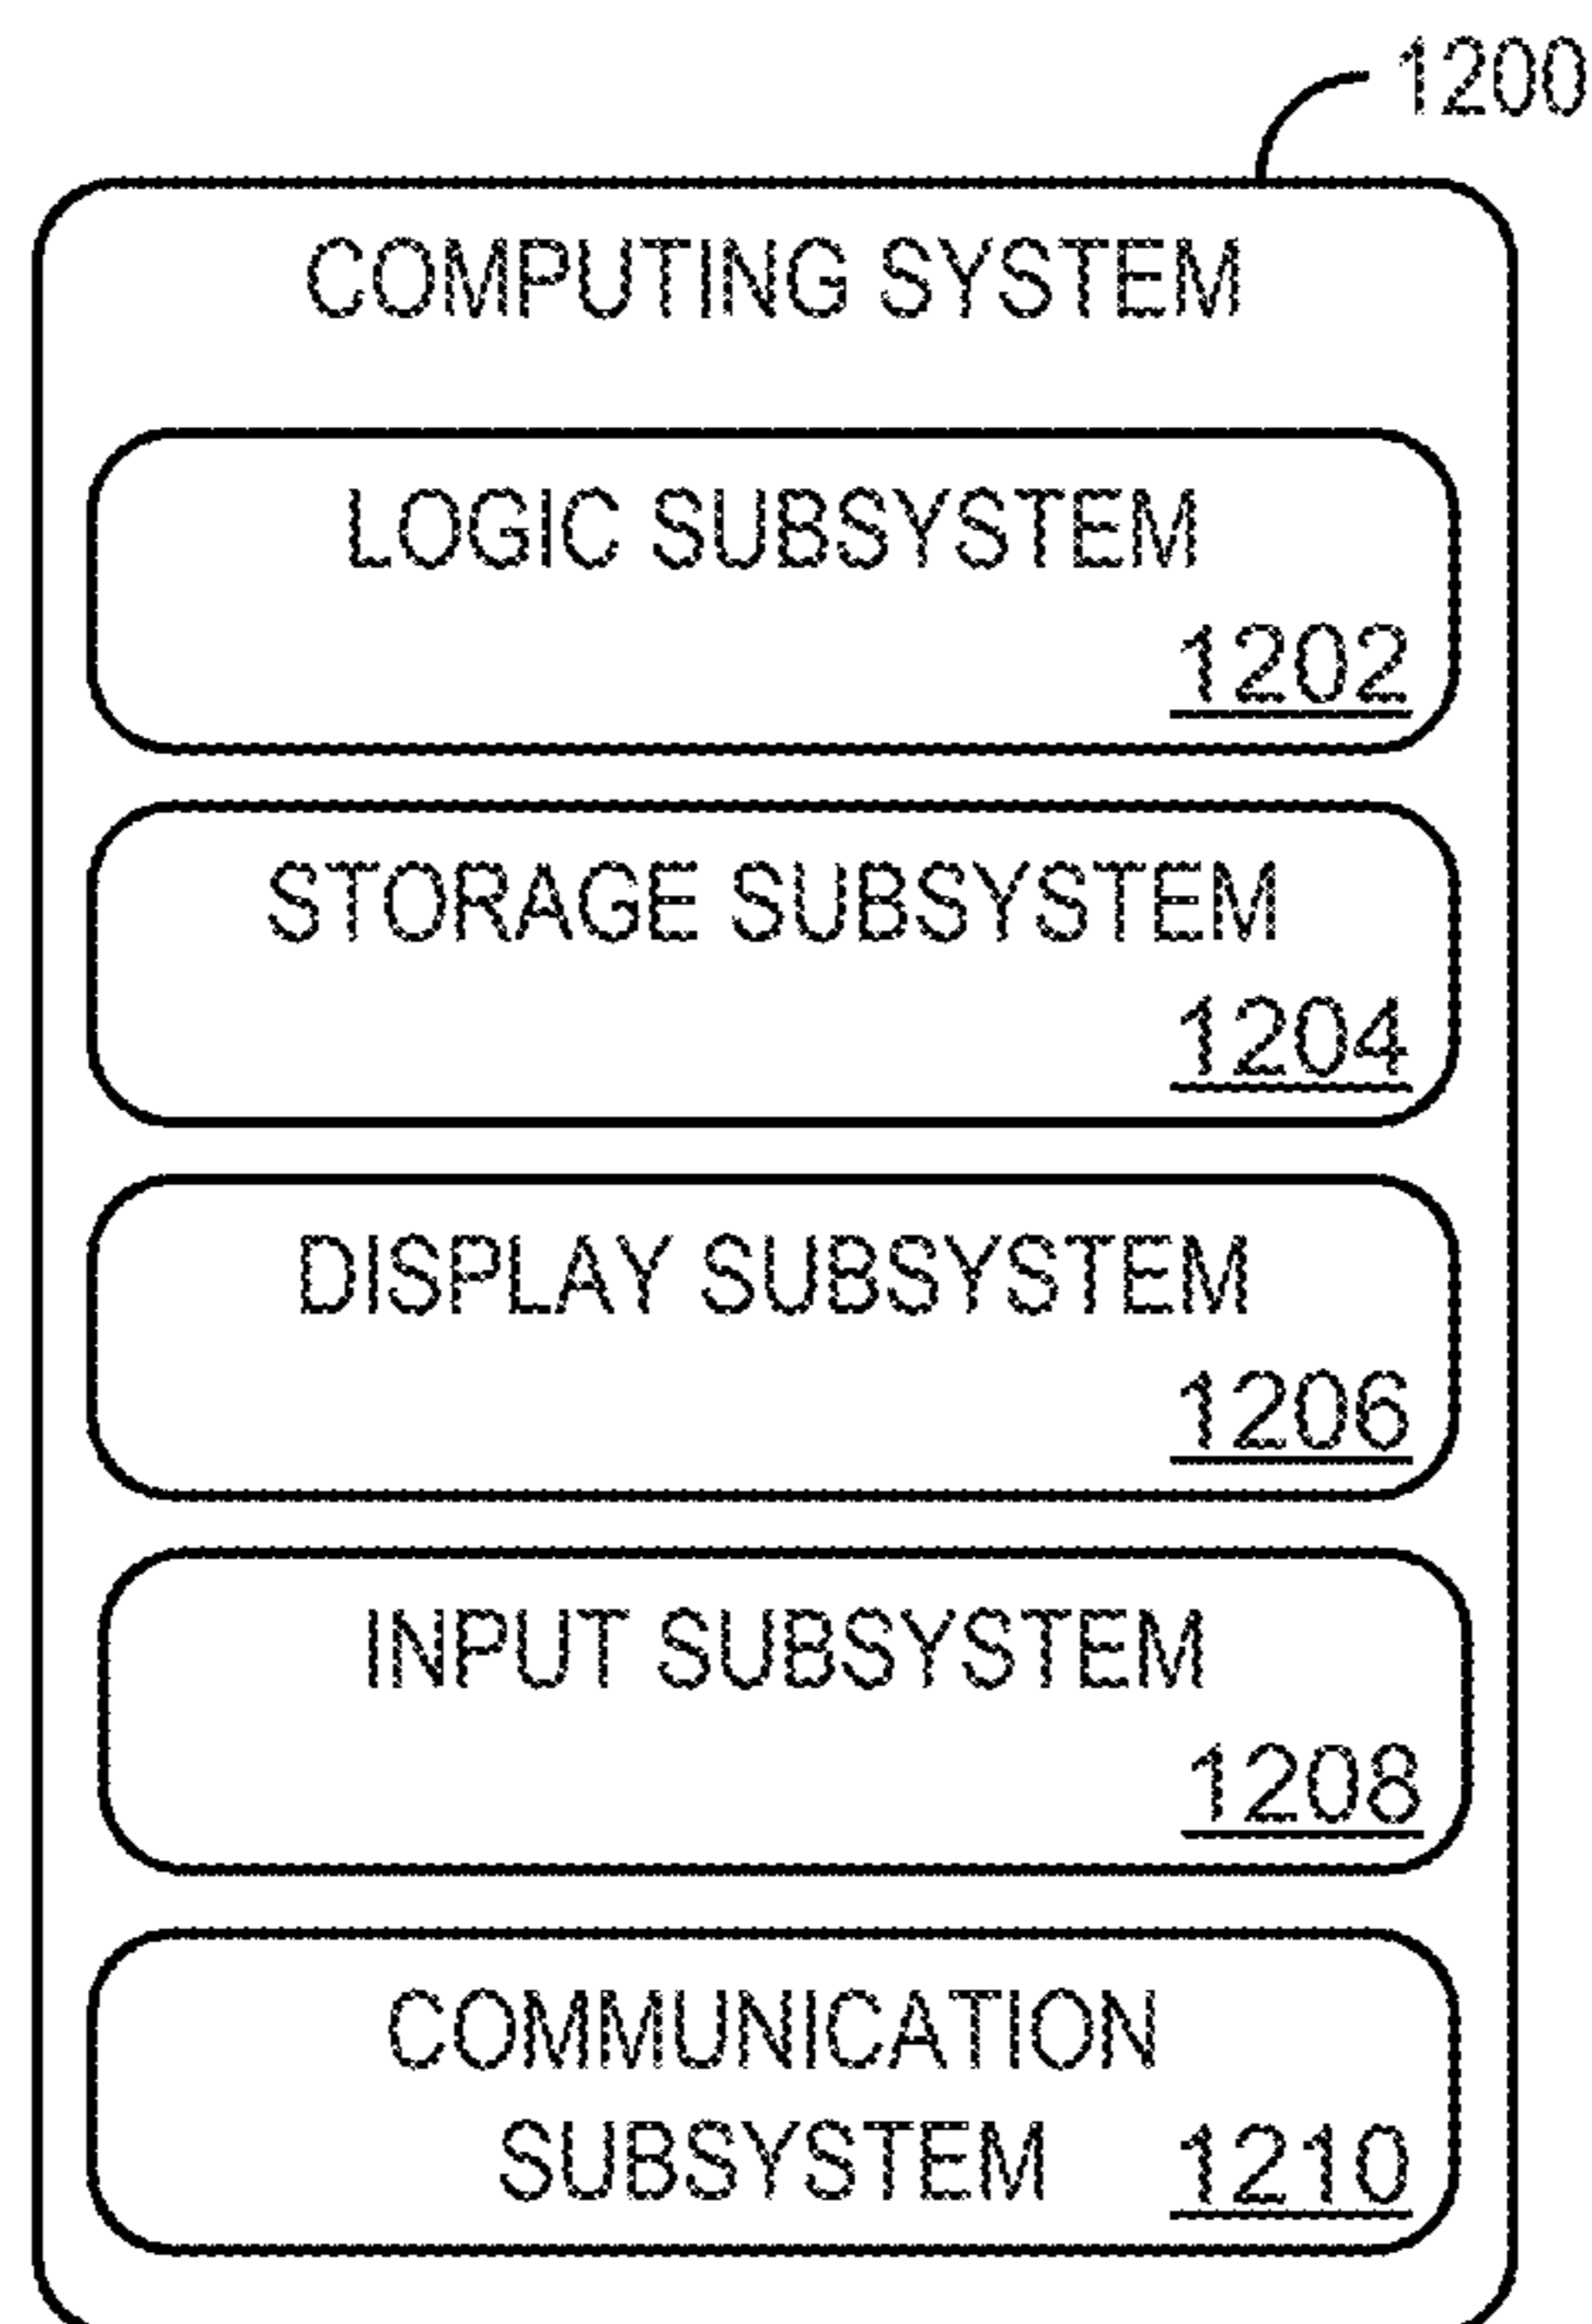 1200
COMPUTING SYSTEM
LOGIC SUBSYSTEM
1202
STORAGE SUBSYSTEM
1204
DISPLAY SUBSYSTEM
1206
INPUT SUBSYSTEM
1208
COMMUNICATION
SUBSYSTEM 1210